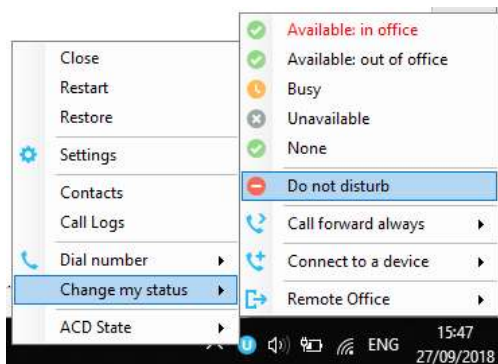 Close
Restart
Restore
Settings
Contacts
Call Logs
Dial number
Change my status
ACD State
Available: in office
Available: out of office
Busy
Unavailable
None
Do not disturb
Call forward always
Connect to a device
Remote Office
U
ENG
15:47
27/09/2018